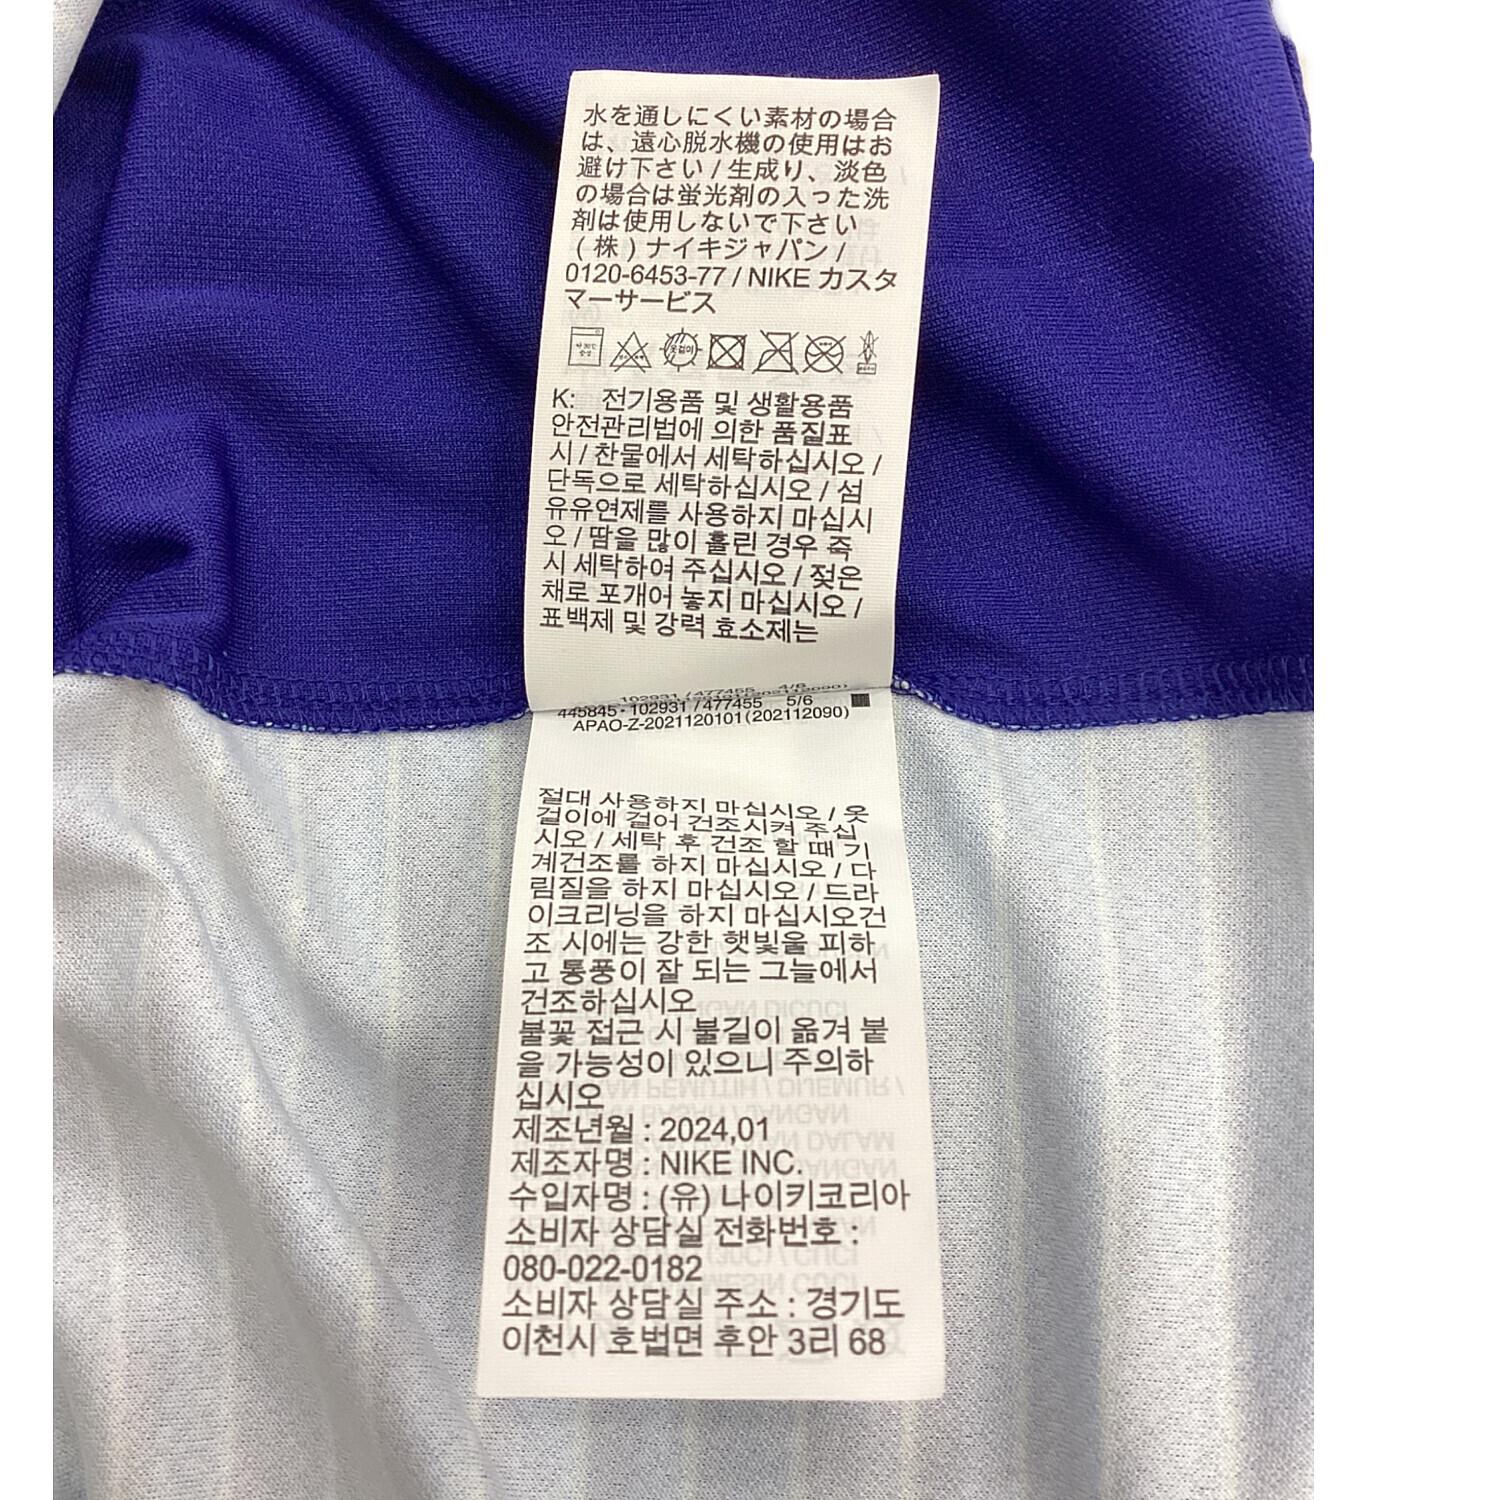 水を通しにくい素材の場合
は、遠心脱水機の使用はお
避け下さい / 生成り、淡色
の場合は蛍光剤の入った洗
剤は使用しないで下さい
(株) ナイキジャパン /
0120-6453-77 / NIKE カスタ
マーサービス
옷걸이
K: 전기용품 및 생활용품
안전관리법에 의한 품질표
시 / 찬물에서 세탁하십시오 /
단독으로 세탁하십시오 / 섬
유유연제를 사용하지 마십시
오 / 땀을 많이 흘린 경우 즉
시 세탁하여 주십시오 / 젖은
채로 포개어 놓지 마십시오 /
표백제 및 강력 효소제는
102931 / 477455 4/6
445845 - 102931 / 477455 5/6
APAO-Z-2021120101(202112090)
절대 사용하지 마십시오 / 옷
걸이에 걸어 건조시켜 주십
시오 / 세탁 후 건조 할 때 기
계건조를 하지 마십시오 / 다
림질을 하지 마십시오 / 드라
이크리닝을 하지 마십시오건
조 시에는 강한 햇빛을 피하
고 통풍이 잘 되는 그늘에서
건조하십시오
불꽃 접근 시 불길이 옮겨 붙
을 가능성이 있으니 주의하
십시오
제조년월 : 2024,01
제조자명 : NIKE INC.
수입자명 : (유) 나이키코리아
소비자 상담실 전화번호 :
080-022-0182
소비자 상담실 주소 : 경기도
이천시 호법면 후안 3리 68